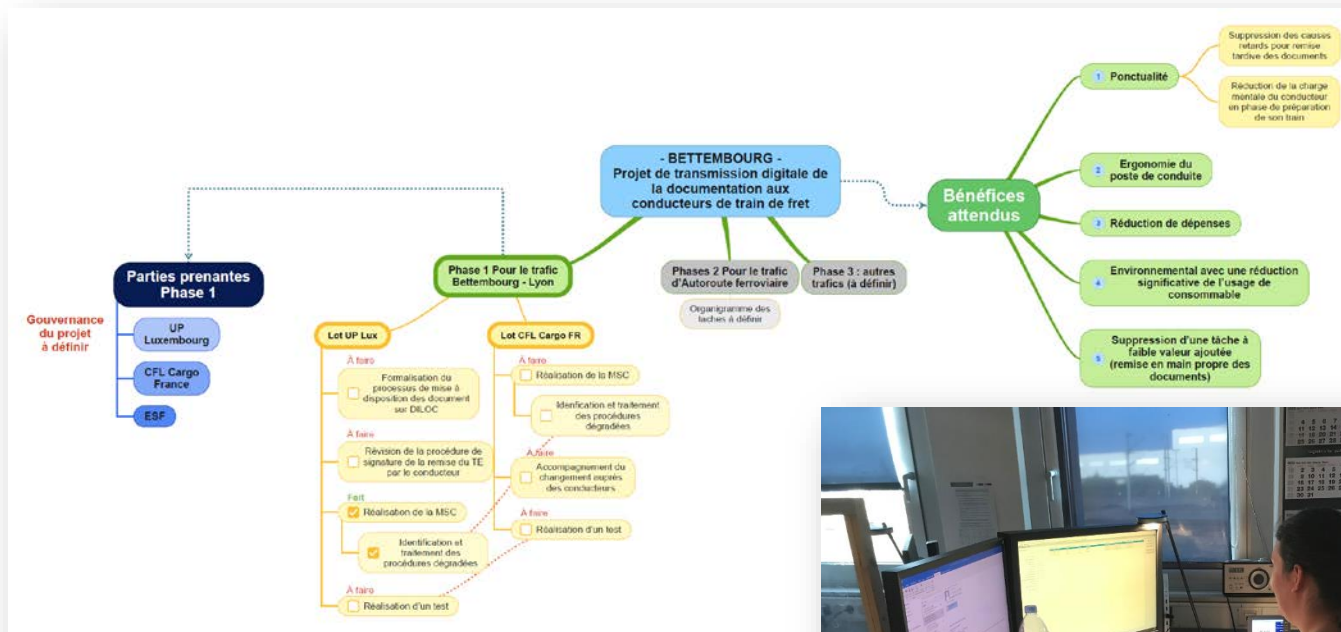 - BETTEMBOURG -
Projet de transmission digitale de
la documentation aux
conducteurs de train de fret
Parties prenantes
Phase 1
Gouvernance
du projet
à définir
UP
Luxembourg
CFL Cargo
France
ESF
Phase 1 Pour le trafic
Bettembourg - Lyon
Lot UP Lux
À faire
Formalisation du
processus de mise à
disposition des document
sur DILOC
À faire
Révision de la procédure de
signature de la remise du TE
par le conducteur
Fait
Réalisation de la MSC
Identification et
traitement des
procédures dégradées
À faire
Réalisation d'un test
Lot CFL Cargo FR
À faire
Réalisation de la MSC
Idenfication et traitement
des procédures
dégradées
À faire
Accompagnement du
changement auprès
des conducteurs
À faire
Réalisation d'un test
Phases 2 Pour le trafic
d'Autoroute ferroviaire
Organigramme des
taches à définir
Phase 3 : autres
trafics (à définir)
Bénéfices
attendus
1 Ponctualité
Suppression des causes
retards pour remise
tardive des documents
Réduction de la charge
mentale du conducteur
en phase de préparation
de son train
2 Ergonomie du
poste de conduite
3 Réduction de dépenses
4 Environnemental avec une réduction
significative de l'usage de
consommable
5 Suppression d'une tâche à
faible valeur ajoutée
(remise en main propre des
documents)